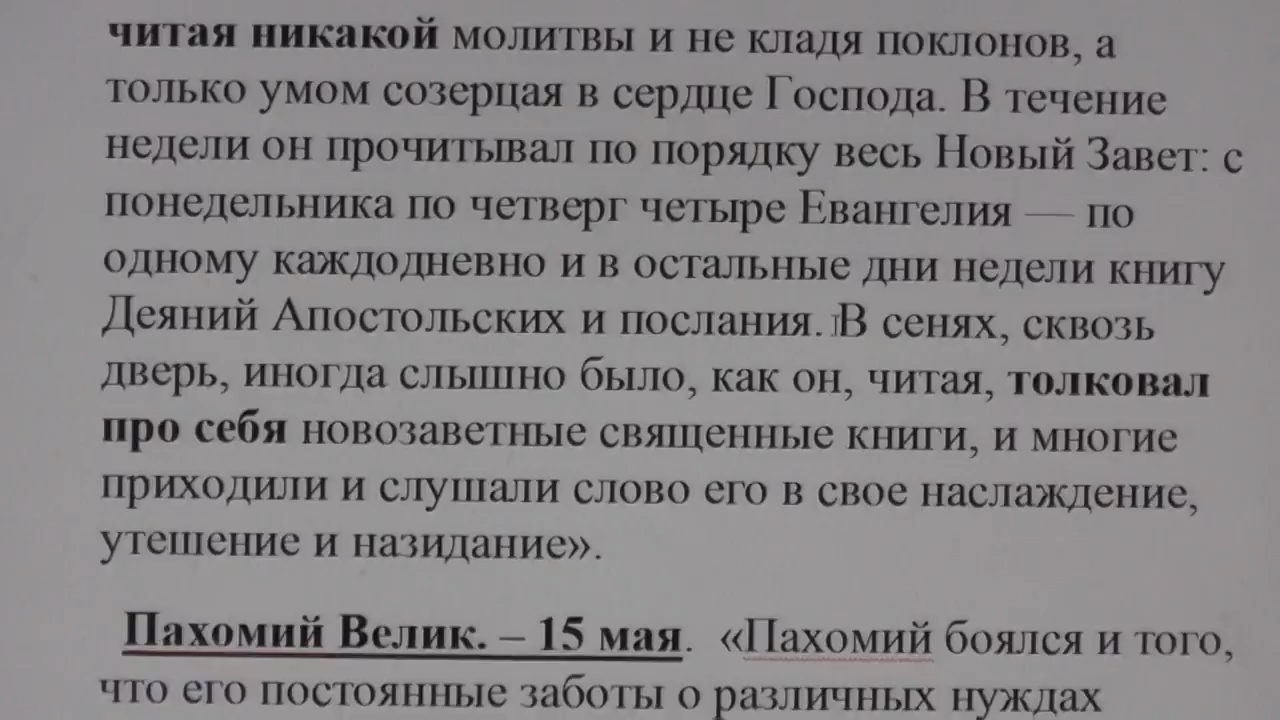 читая никакой молитвы и не кладя поклонов, а
только умом созерцая в сердце Господа. В течение
недели он прочитывал по порядку весь Новый Завет: с
понедельника по четверг четыре Евангелия — по
одному каждодневно и в остальные дни недели книгу
Деяний Апостольских и послания. В сенях, сквозь
дверь, иногда слышно было, как он, читая, толковал
про себя новозаветные священные книги, и многие
приходили и слушали слово его в свое наслаждение,
утешение и назидание».
Пахомий Велик. – 15 мая. «Пахомий боялся и того,
что его постоянные заботы о различных нуждах